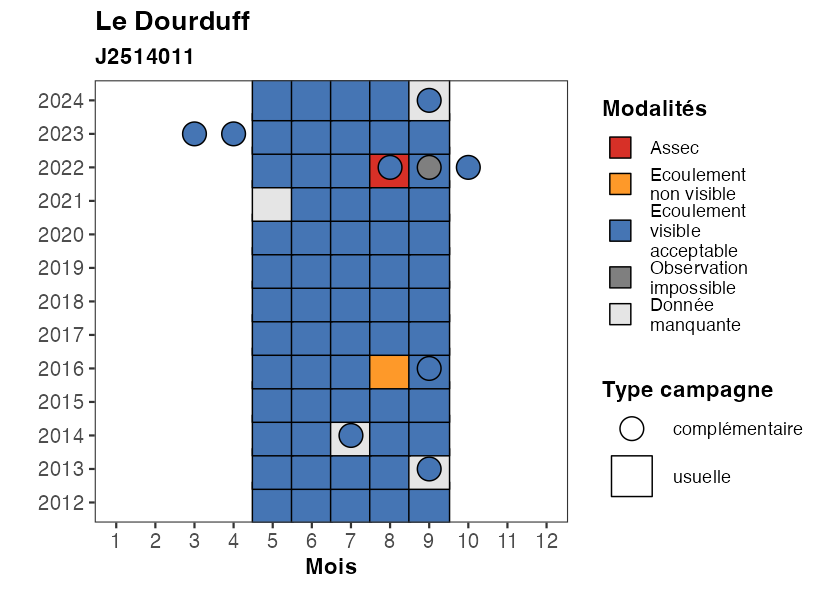 Le Dourduff
J2514011
2024
2023
2022
2021
2020
2019
2018
2017
2016
2015
2014
2013
2012
1 2 3 4 5 6 7 8 9 10 11 12
Mois
Modalités
Assec
Ecoulement
non visible
Ecoulement
visible
acceptable
Observation
impossible
Donnée
manquante
Type campagne
complémentaire
usuelle